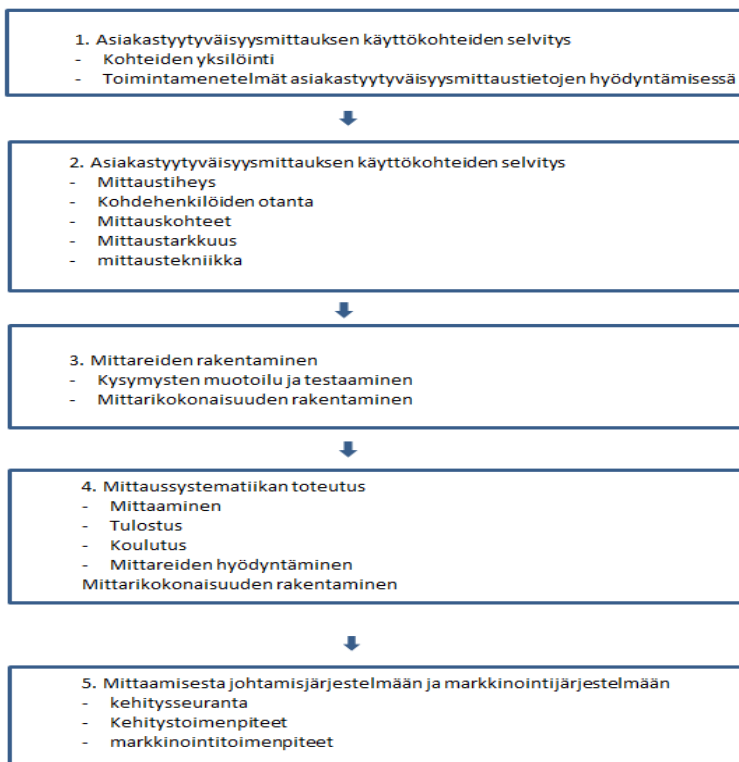 1. Asiakastyytyväisyysmittauksen käyttökohteiden selvitys
- Kohteiden yksilöinti
- Toimintamenetelmät asiakastyytyväisyysmittaustietojen hyödyntämisessä
2. Asiakastyytyväisyysmittauksen käyttökohteiden selvitys
- Mittaustiheys
- Kohdehenkilöiden otanta
- Mittauskohteet
- Mittaustarkkuus
- mittaustekniikka
3. Mittareiden rakentaminen
- Kysymysten muotoilu ja testaaminen
- Mittarikokonaisuuden rakentaminen
4. Mittaussystematiikan toteutus
- Mittaaminen
- Tulostus
- Koulutus
- Mittareiden hyödyntäminen
Mittarikokonaisuuden rakentaminen
5. Mittaamisesta johtamisjärjestelmään ja markkinointijärjestelmään
- kehitysseuranta
- Kehitystoimenpiteet
- markkinointitoimenpiteet